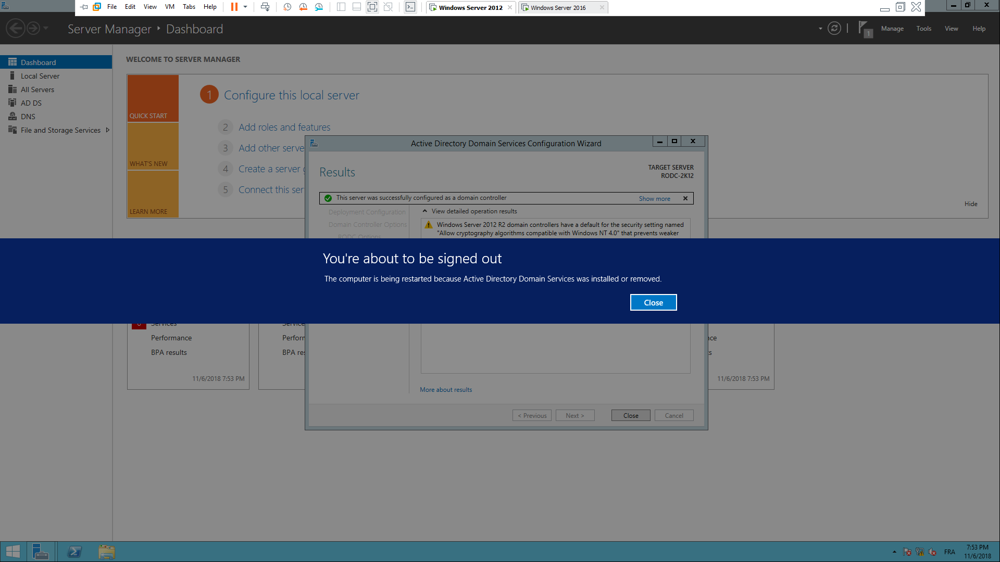 File Edit View VM Tabs Help
Windows Server 2012
Windows Server 2016
Server Manager
Dashboard
1
Manage Tools View Help
Dashboard
Local Server
All Servers
AD DS
DNS
File and Storage Services
WELCOME TO SERVER MANAGER
QUICK START
WHAT'S NEW
LEARN MORE
1 Configure this local server
2 Add roles and features
3 Add other serve
4 Create a server
5 Connect this ser
Hide
Active Directory Domain Services Configuration Wizard
Results
TARGET SERVER
RODC-2K12
This server was successfully configured as a domain controller
Show more
Deployment Configuration
Domain Controller Options
RODC Options
View detailed operation results
Windows Server 2012 R2 domain controllers have a default for the security setting named
"Allow cryptography algorithms compatible with Windows NT 4.0" that prevents weaker
You're about to be signed out
The computer is being restarted because Active Directory Domain Services was installed or removed.
Close
Services
Performance
BPA results
11/6/2018 7:53 PM
Service
Perforn
BPA re
nce
ts
11/6/2018 7:53 PM
More about results
< Previous
Next >
Close
Cancel
FRA
7:53 PM
11/6/2018